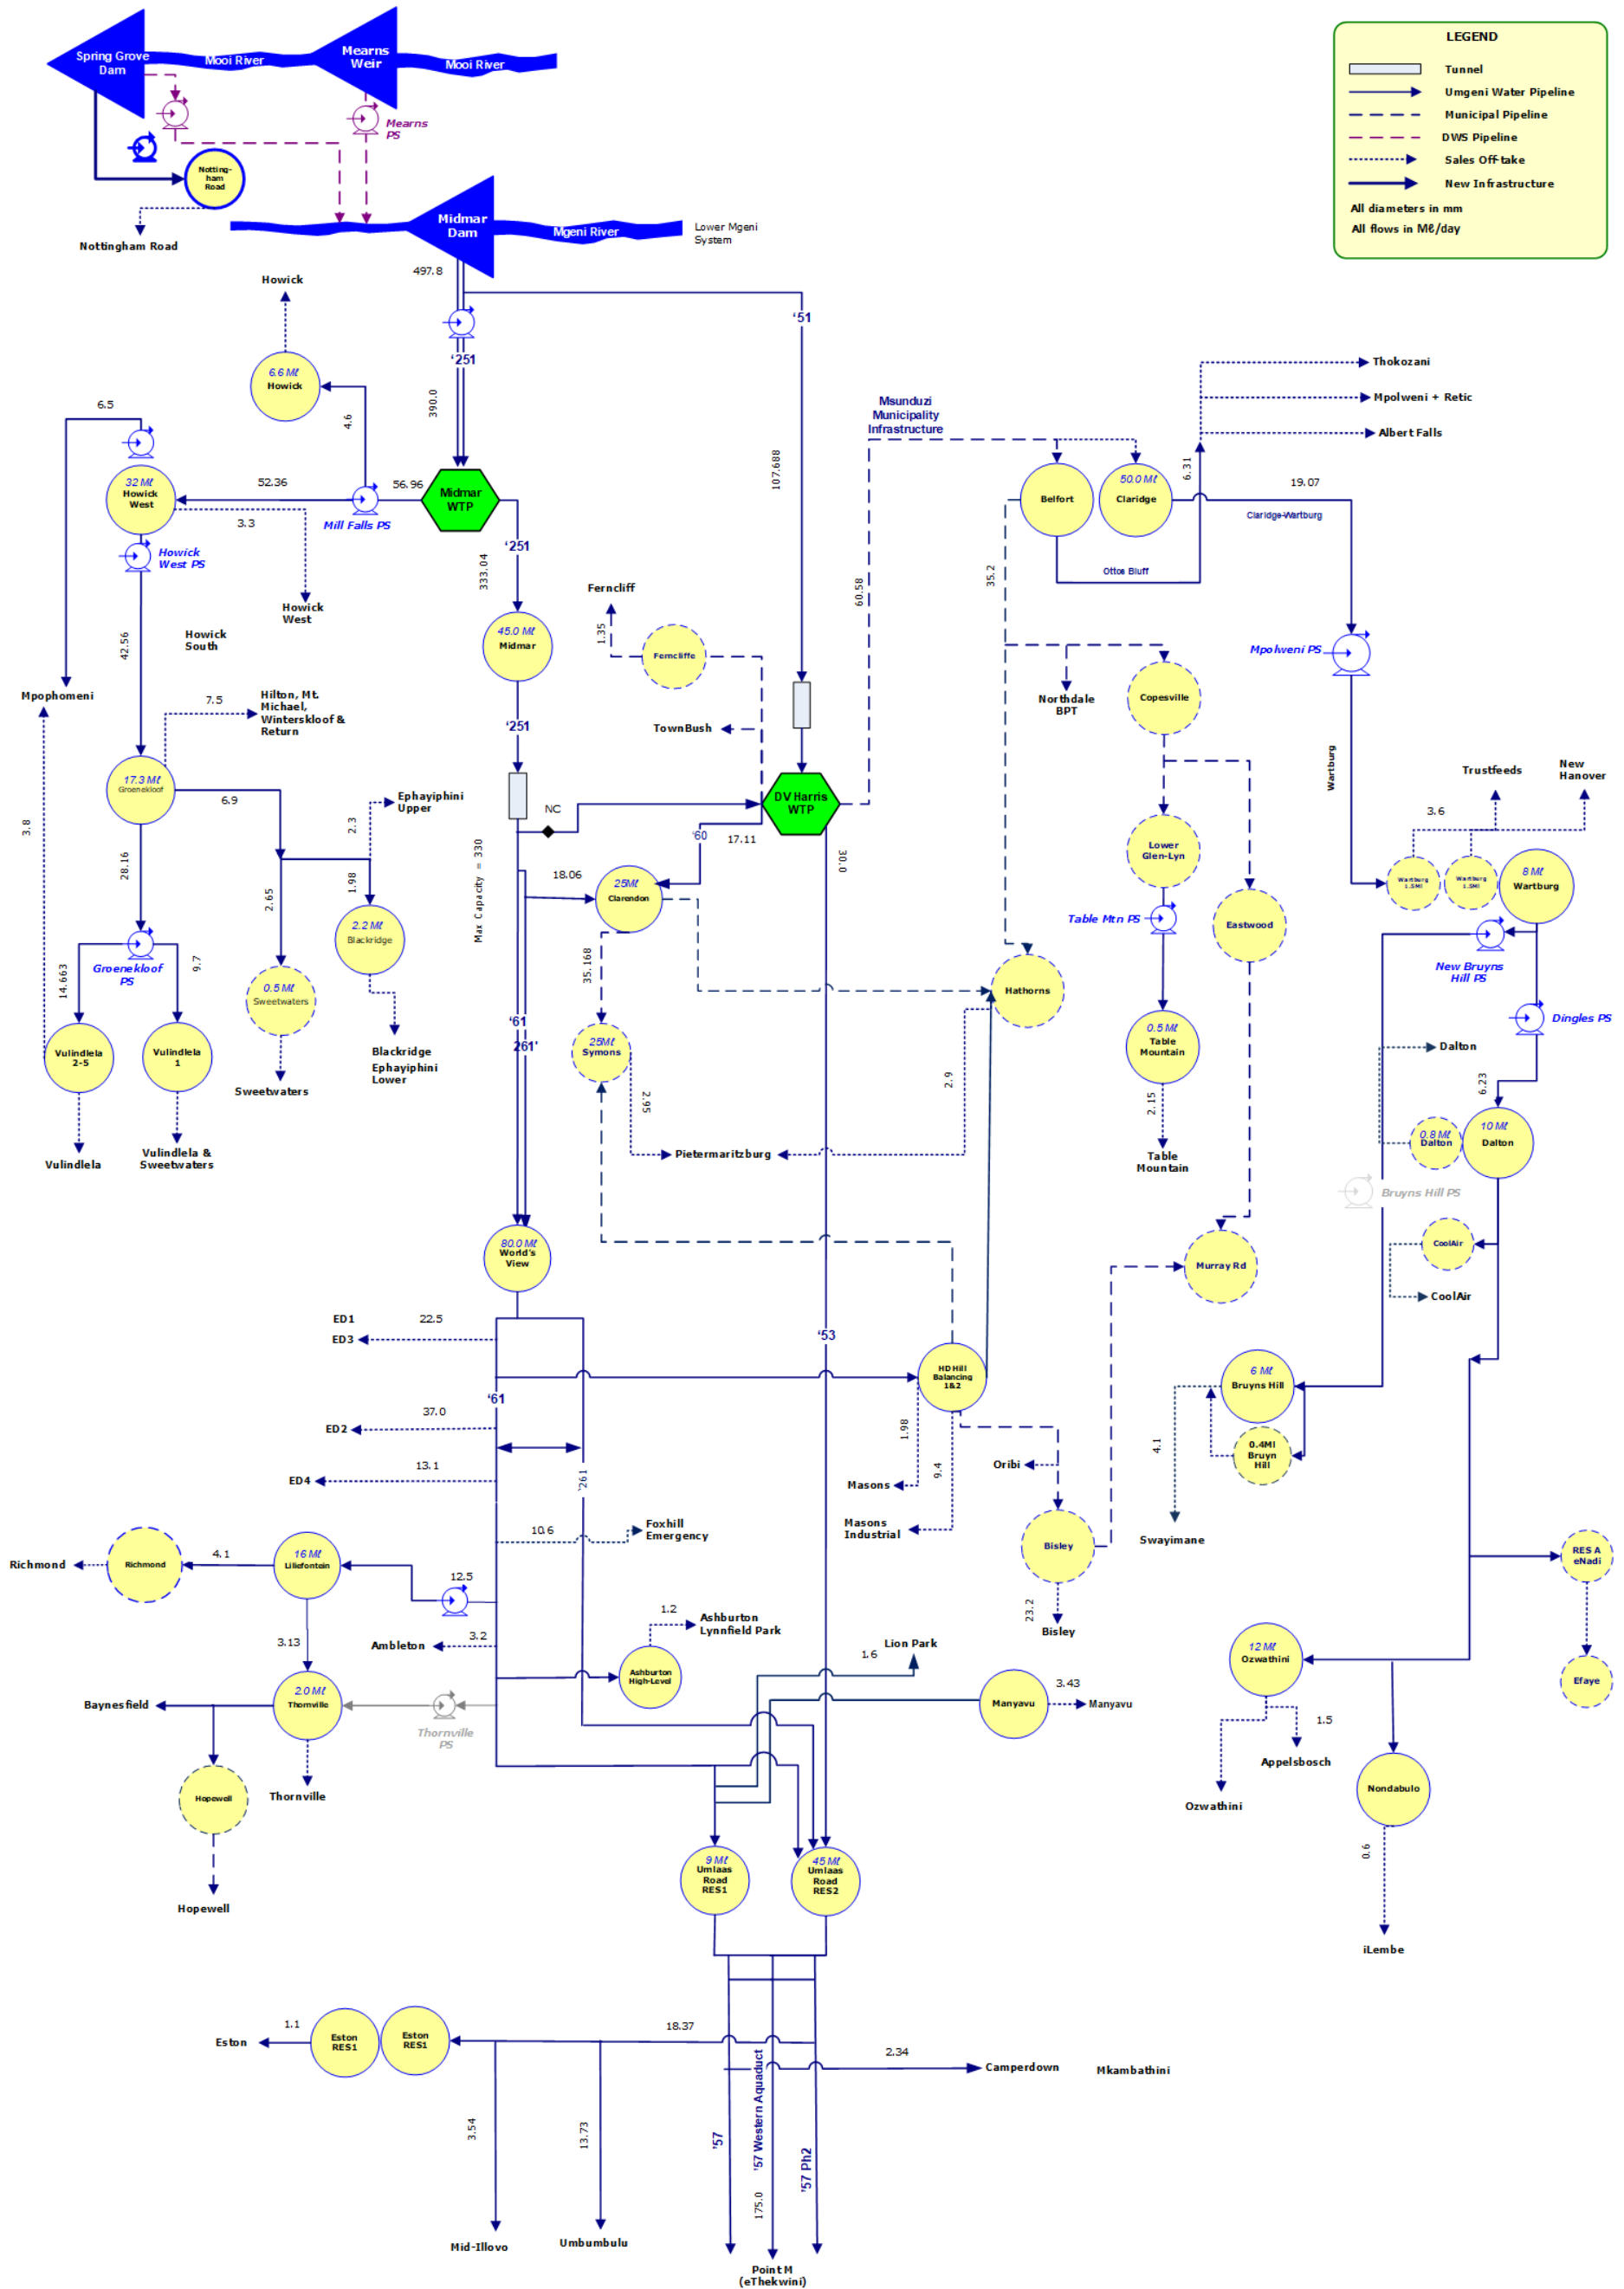 LEGEND
Tunnel
Umgeni Water Pipeline
Municipal Pipeline
DWS Pipeline
Sales Off-take
New Infrastructure
All diameters in mm
All flows in Mℓ/day
Spring Grove
Dam
Mooi River
Mearns
Weir
Mooi River
Mearns
PS
Notting-
ham
Road
Nottingham Road
Midmar
Dam
Mgeni River
Lower Mgeni
System
497.8
Howick
'51
'251
6.6 Mℓ
Howick
390.0
4.6
6.5
107.688
Msunduzi
Municipality
Infrastructure
Thokozani
Mpolweni + Retic
Albert Falls
6.31
32 Mℓ
Howick
West
52.36
56.96
Mill Falls PS
Midmar
WTP
3.3
Howick
West PS
Howick
West
'251
333.04
Belfort
50.0 Mℓ
Claridge
19.07
Claridge-Wartburg
Ottos Bluff
35.2
60.58
Ferncliff
1.35
Ferncliffe
TownBush
42.56
Howick
South
45.0 Mℓ
Midmar
Mpophomeni
7.5
Hilton, Mt.
Michael,
Winterskloof &
Return
'251
Northdale
BPT
Copesville
Mpolweni PS
Wartburg
17.3 Mℓ
Groenekloof
6.9
3.8
2.3
Ephayiphini
Upper
NC
DV Harris
WTP
'60
17.11
30.0
Lower
Glen-Lyn
Trustfeeds
New
Hanover
3.6
Wartburg
1.5Ml
Wartburg
1.5Ml
8 Mℓ
Wartburg
28.16
2.65
1.98
2.2 Mℓ
Blackridge
Max Capacity = 330
18.06
25Mℓ
Clarendon
Table Mtn PS
Eastwood
New Bruyns
Hill PS
Groenekloof
PS
14.663
9.7
0.5 Mℓ
Sweetwaters
35.168
Hathorns
Dingles PS
'61
261'
25Mℓ
Symons
0.5 Mℓ
Table
Mountain
Vulindlela
2-5
Vulindlela
1
Blackridge
Ephayiphini
Lower
Sweetwaters
2.95
2.9
2.15
Dalton
6.23
0.8 Mℓ
Dalton
10 Mℓ
Dalton
Vulindlela
Vulindlela &
Sweetwaters
Pietermaritzburg
Table
Mountain
Bruyns Hill PS
80.0 Mℓ
World's
View
Murray Rd
CoolAir
CoolAir
ED1
ED3
22.5
'53
HD Hill
Balancing
1&2
'61
37.0
ED2
6 Mℓ
Bruyns Hill
0.4Ml
Bruyn
Hill
4.1
Swayimane
13.1
ED4
'261
1.98
9.4
Masons
Masons
Industrial
Oribi
Bisley
23.2
Bisley
10.6
Foxhill
Emergency
Richmond
Richmond
4.1
16 Mℓ
Liliefontein
12.5
RES A
eNadi
Efaye
3.13
Ambleton
3.2
1.2
Ashburton
Lynnfield Park
Ashburton
High-Level
1.6
Lion Park
Manyavu
3.43
Manyavu
12 Mℓ
Ozwathini
1.5
Appelsbosch
Ozwathini
Nondabulo
0.6
iLembe
Baynesfield
2.0 Mℓ
Thornville
Thornville
PS
Hopewell
Thornville
Hopewell
9 Mℓ
Umlaas
Road
RES1
45 Mℓ
Umlaas
Road
RES2
Eston
1.1
Eston
RES1
Eston
RES1
18.37
2.34
Camperdown
Mkambathini
3.54
13.73
'57
'57 Western Aquaduct
175.0
'57 Ph2
Mid-Illovo
Umbumbulu
Point M
(eThekwini)